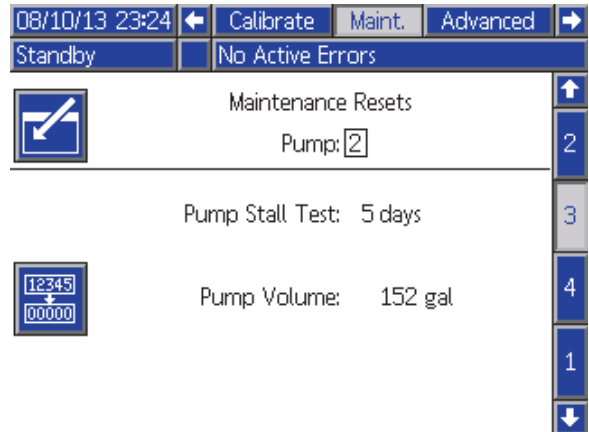 08/10/13 23:24 Calibrate Maint. Advanced
Standby No Active Errors
Maintenance Resets
Pump: 2
2
Pump Stall Test: 5 days
3
12345
00000
Pump Volume: 152 gal
4
1